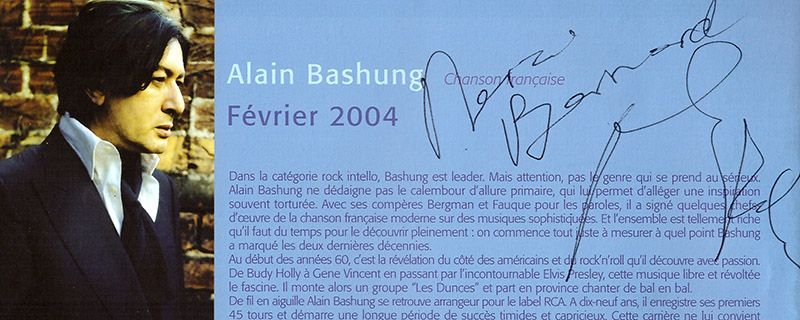 Alain Bashung Chanson française
Merci Bernard
Février 2004
Dans la catégorie rock intello, Bashung est leader. Mais attention, pas le genre qui se prend au sérieux.
Alain Bashung ne dédaigne pas le calembour d'allure primaire, qui lui permet d'alléger une inspiration
souvent torturée. Avec ses compères Bergman et Fauque pour les paroles, il a signé quelques chefs
d'œuvre de la chanson française moderne sur des musiques sophistiquées. Et l'ensemble est tellement riche
qu'il faut du temps pour le découvrir pleinement : on commence tout juste à mesurer à quel point Bashung
a marqué les deux dernières décennies.
Au début des années 60, c'est la révélation du côté des américains et du rock'n'roll qu'il découvre avec passion.
De Budy Holly à Gene Vincent en passant par l'incontournable Elvis Presley, cette musique libre et révoltée
le fascine. Il monte alors un groupe "Les Dunces" et part en province chanter de bal en bal.
De fil en aiguille Alain Bashung se retrouve arrangeur pour le label RCA. A dix-neuf ans, il enregistre ses premiers
45 tours et démarre une longue période de succès timides et capricieux. Cette carrière ne lui convient